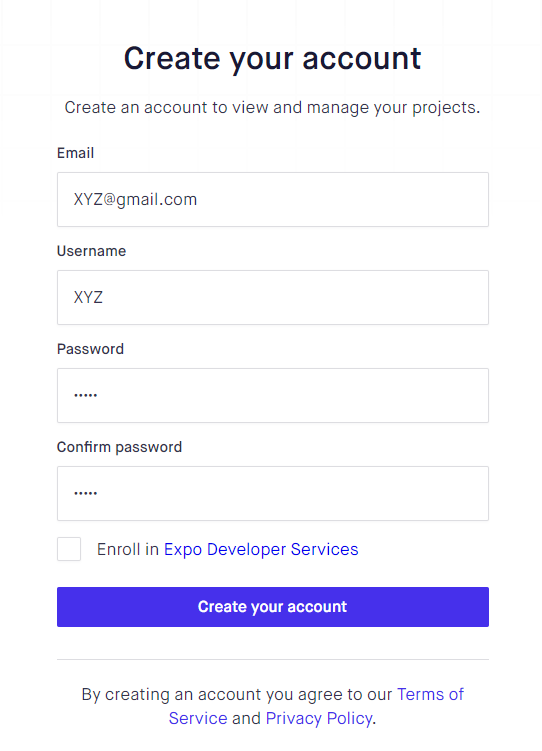 Create your account
Create an account to view and manage your projects.
Email
XYZ@gmail.com
Username
XYZ
Password
•••••
Confirm password
•••••
Enroll in Expo Developer Services
Create your account
By creating an account you agree to our Terms of
Service and Privacy Policy.